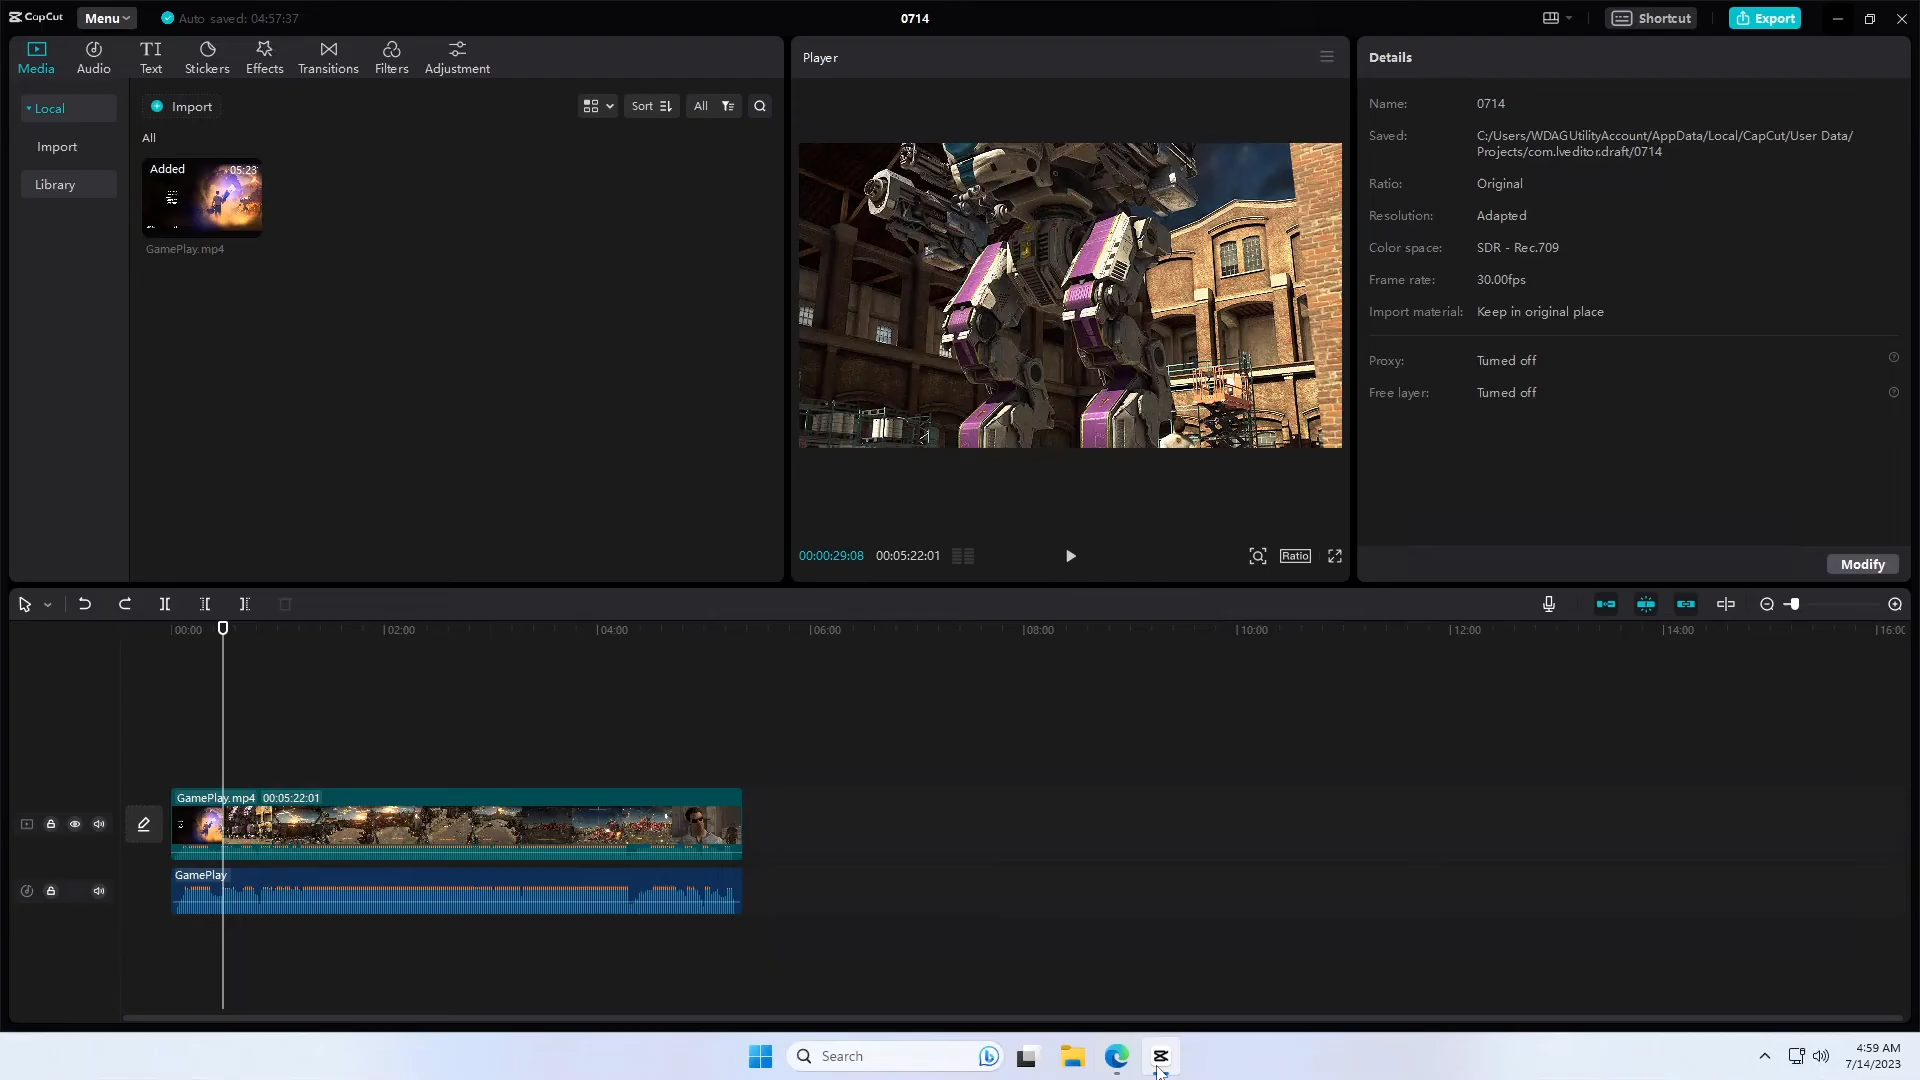 CapCut
Menu
Auto saved: 04:57:37
0714
Shortcut
Export
Media
Audio
TI
Text
Stickers
Effects
Transitions
Filters
Adjustment
Local
Import
Library
Import
Sort
All
All
Added
05:23
GamePlay.mp4
Player
00:00:29:08
00:05:22:01
Ratio
Details
Name:
0714
Saved:
C:/Users/WDAGUtilityAccount/AppData/Local/CapCut/User Data/
Projects/com.lveditor.draft/0714
Ratio:
Original
Resolution:
Adapted
Color space:
SDR - Rec.709
Frame rate:
30.00fps
Import material:
Keep in original place
Proxy:
Turned off
Free layer:
Turned off
Modify
00:00
02:00
04:00
06:00
08:00
10:00
12:00
14:00
16:00
GamePlay.mp4 00:05:22:01
GamePlay
Search
4:59 AM
7/14/2023